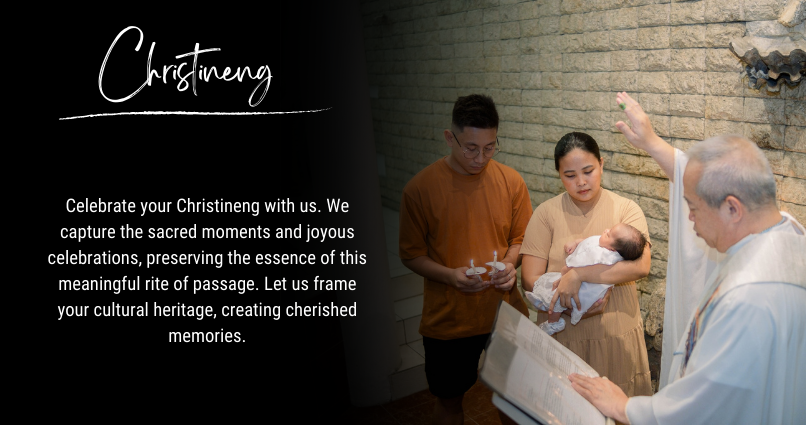 Christineng
Celebrate your Christineng with us. We
capture the sacred moments and joyous
celebrations, preserving the essence of this
meaningful rite of passage. Let us frame
your cultural heritage, creating cherished
memories.